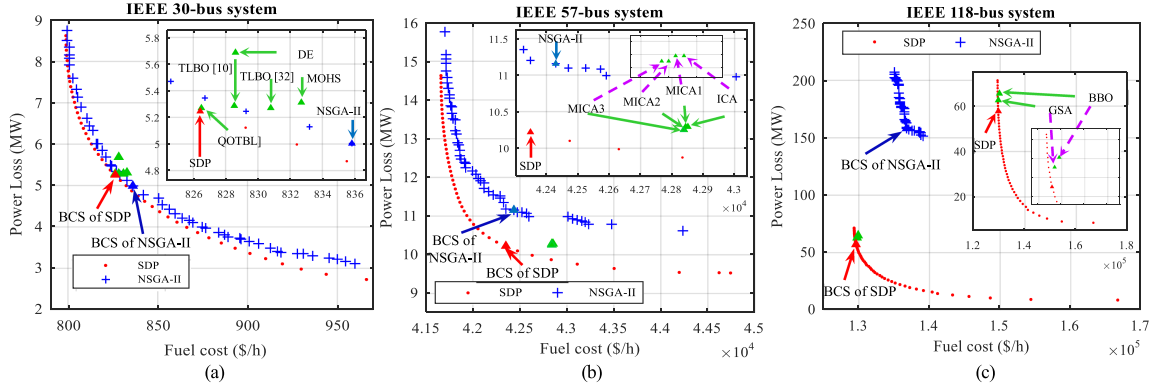 IEEE 30-bus system
9
8
7
6
5
4
3
2
Power Loss (MW)
800
850
900
950
Fuel cost ($/h)
(a)
BCS of SDP
BCS of NSGA-II
SDP
NSGA-II
5.8
5.6
5.4
5.2
5
4.8
826
829
831
833
836
DE
TLBO [10]
TLBO [32]
MOHS
NSGA-II
QOTBL]
SDP
IEEE 57-bus system
16
15
14
13
12
11
10
9
8
Power Loss (MW)
4.15
4.2
4.25
4.3
4.35
4.4
4.45
4.5
×10⁴
Fuel cost ($/h)
(b)
BCS of
NSGA-II
BCS of SDP
SDP
NSGA-II
11.5
11
10.5
10
4.24
4.25
4.26
4.27
4.28
4.29
4.3
×10⁴
NSGA-II
MICA3
MICA2
MICA1
ICA
SDP
IEEE 118-bus system
250
200
150
100
50
0
Power Loss (MW)
1.3
1.4
1.5
1.6
1.70
×10⁵
Fuel cost ($/h)
(c)
SDP
NSGA-II
BCS of NSGA-II
BCS of SDP
60
40
20
1.2
1.4
1.6
1.8
×10⁵
BBO
GSA
SDP